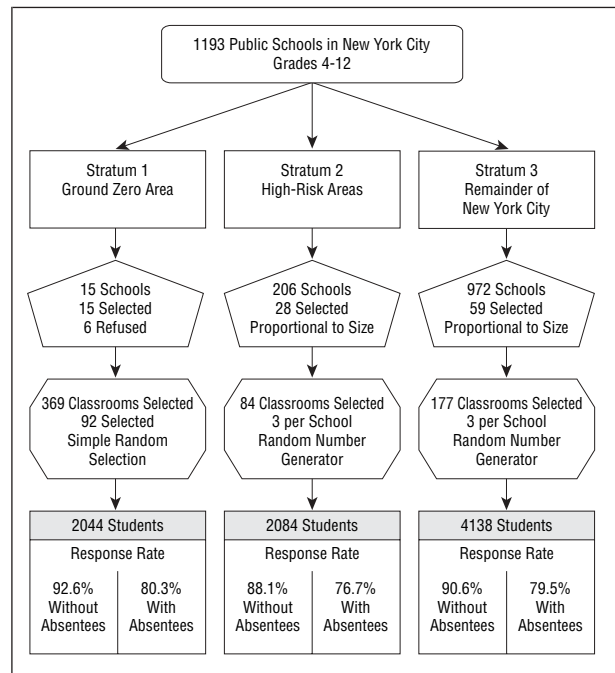 1193 Public Schools in New York City
Grades 4-12
Stratum 1
Ground Zero Area
Stratum 2
High-Risk Areas
Stratum 3
Remainder of
New York City
15 Schools
15 Selected
6 Refused
206 Schools
28 Selected
Proportional to Size
972 Schools
59 Selected
Proportional to Size
369 Classrooms Selected
92 Selected
Simple Random
Selection
84 Classrooms Selected
3 per School
Random Number
Generator
177 Classrooms Selected
3 per School
Random Number
Generator
2044 Students
Response Rate
92.6%
Without
Absentees
80.3%
With
Absentees
2084 Students
Response Rate
88.1%
Without
Absentees
76.7%
With
Absentees
4138 Students
Response Rate
90.6%
Without
Absentees
79.5%
With
Absentees